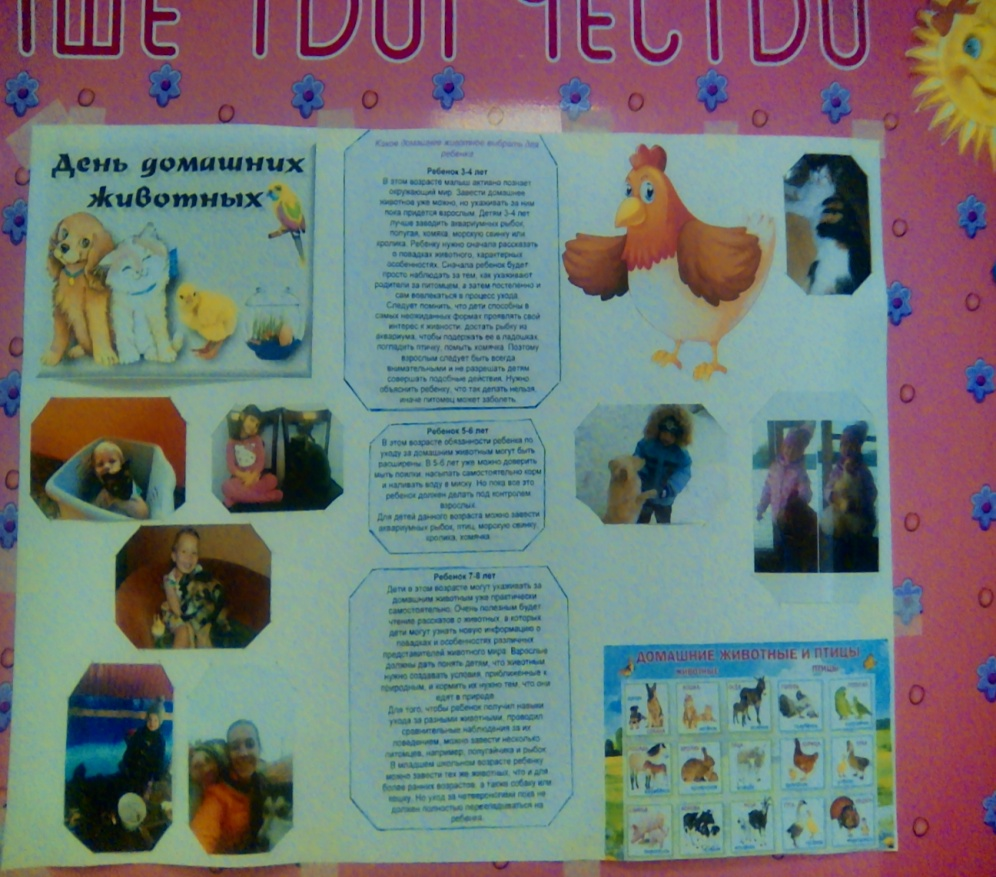 ТВОРЧЕСТВО
День домашних
животных
Какое домашнее животное выбрать для
ребенка
Ребенок 3-4 лет
В этом возрасте малыш активно познает
окружающий мир. Завести домашнее
животное уже можно, но ухаживать за ним
пока придется взрослым. Детям 3-4 лет
лучше заводить аквариумных рыбок,
попугая, хомяка, морскую свинку или
кролика. Ребенку нужно сначала рассказать
о повадках животного, характерных
особенностях. Сначала ребенок будет
просто наблюдать за тем, как ухаживают
родители за питомцем, а затем постепенно и
сам вовлекаться в процесс ухода.
Следует помнить, что дети способны в
самых неожиданных формах проявлять свой
интерес к живности: достать рыбку из
аквариума, чтобы подержать ее в ладошках,
погладить птичку, помыть хомячка. Поэтому
взрослым следует быть всегда
внимательными и не разрешать детям
совершать подобные действия. Нужно
объяснить ребенку, что так делать нельзя,
иначе питомец может заболеть.
Ребенок 5-6 лет
В этом возрасте обязанности ребенка по
уходу за домашним животным могут быть
расширены. В 5-6 лет уже можно доверить
мыть поилки, насыпать самостоятельно корм
и наливать воду в миску. Но пока все это
ребенок должен делать под контролем
взрослых.
Для детей данного возраста можно завести
аквариумных рыбок, птиц, морскую свинку,
кролика, хомячка.
Ребенок 7-8 лет
Дети в этом возрасте могут ухаживать за
домашним животным уже практически
самостоятельно. Очень полезным будет
чтение рассказов о животных, в которых
дети могут узнать новую информацию о
повадках и особенностях различных
представителей животного мира. Взрослые
должны дать понять детям, что животным
нужно создавать условия, приближенные к
природным, и кормить их нужно тем, что они
едят в природе.
Для того, чтобы ребенок получил навыки
ухода за разными животными, проводил
сравнительные наблюдения за их
поведением, можно завести несколько
питомцев, например, попугайчика и рыбок.
В младшем школьном возрасте ребенку
можно завести тех же животных, что и для
более ранних возрастов, а также собаку или
кошку. Но уход за четвероногим пока не
должен полностью перекладываться на
ребенка.
ДОМАШНИЕ ЖИВОТНЫЕ И ПТИЦЫ
ЖИВОТНЫЕ ПТИЦЫ